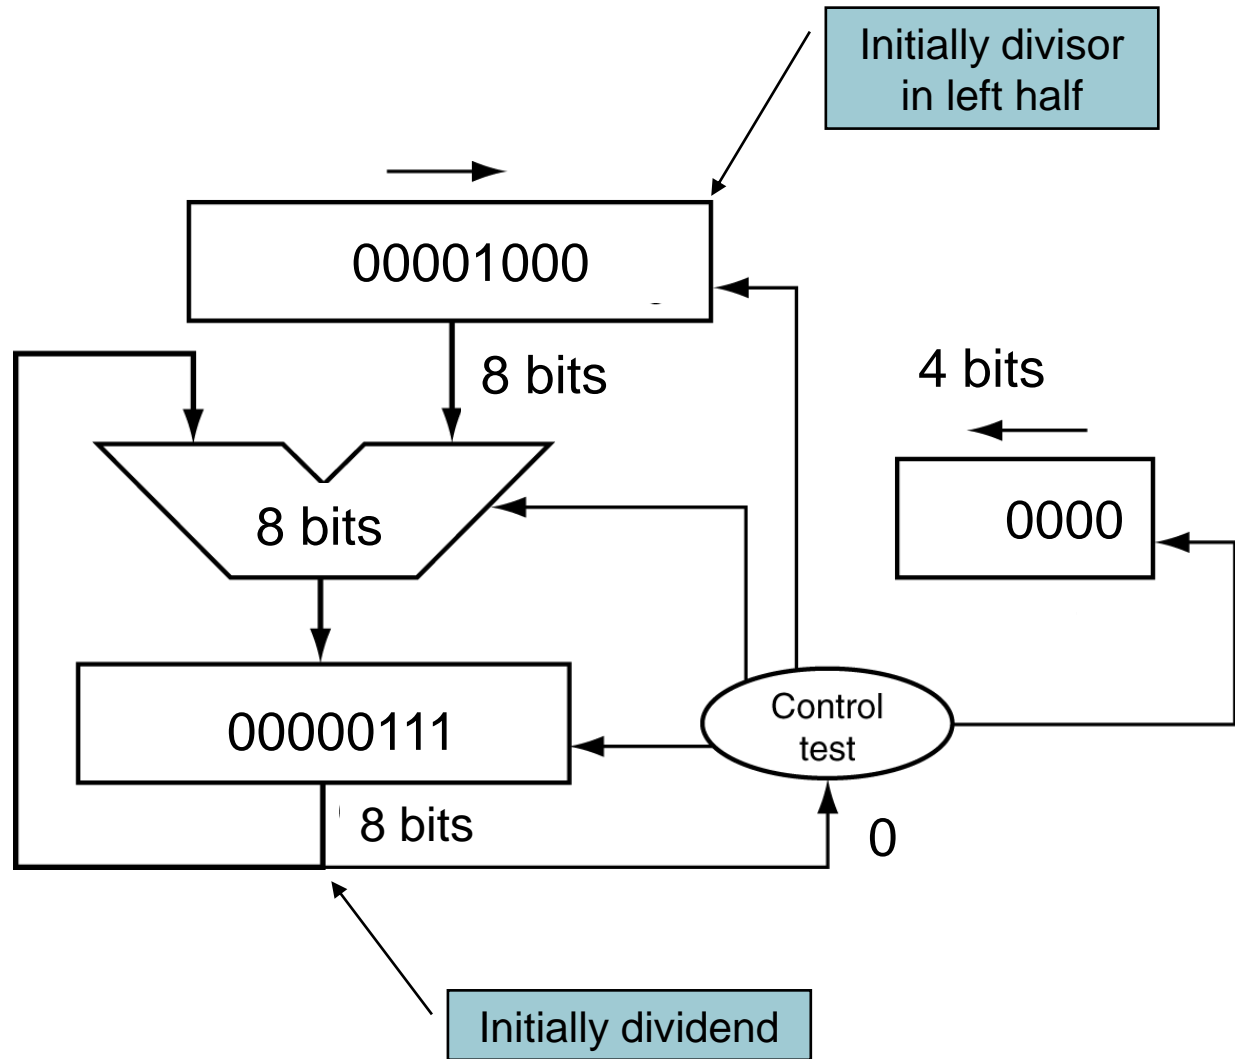 Initially divisor
in left half
00001000
8 bits
4 bits
8 bits
0000
00000111
Control
test
8 bits
0
Initially dividend